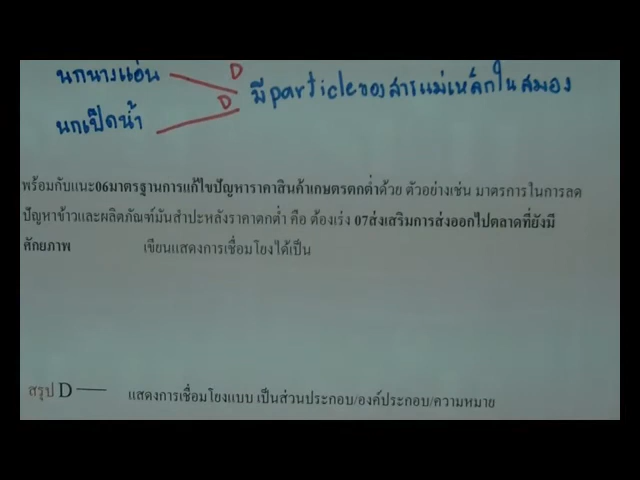 นกนางแอ่น D
D มี particle ของสารแม่เหล็กในสมอง
นกเป็ดน้ำ
พร้อมกับแนะ06มาตรฐานการแก้ไขปัญหาราคาสินค้าเกษตรตกต่ำด้วย ตัวอย่างเช่น มาตรการในการลด
ปัญหาข้าวและผลิตภัณฑ์มันสำปะหลังราคาตกต่ำ คือ ต้องเร่ง 07ส่งเสริมการส่งออกไปตลาดที่ยังมี
ศักยภาพ เขียนแสดงการเชื่อมโยงได้เป็น
สรุป D — แสดงการเชื่อมโยงแบบ เป็นส่วนประกอบ/องค์ประกอบ/ความหมาย